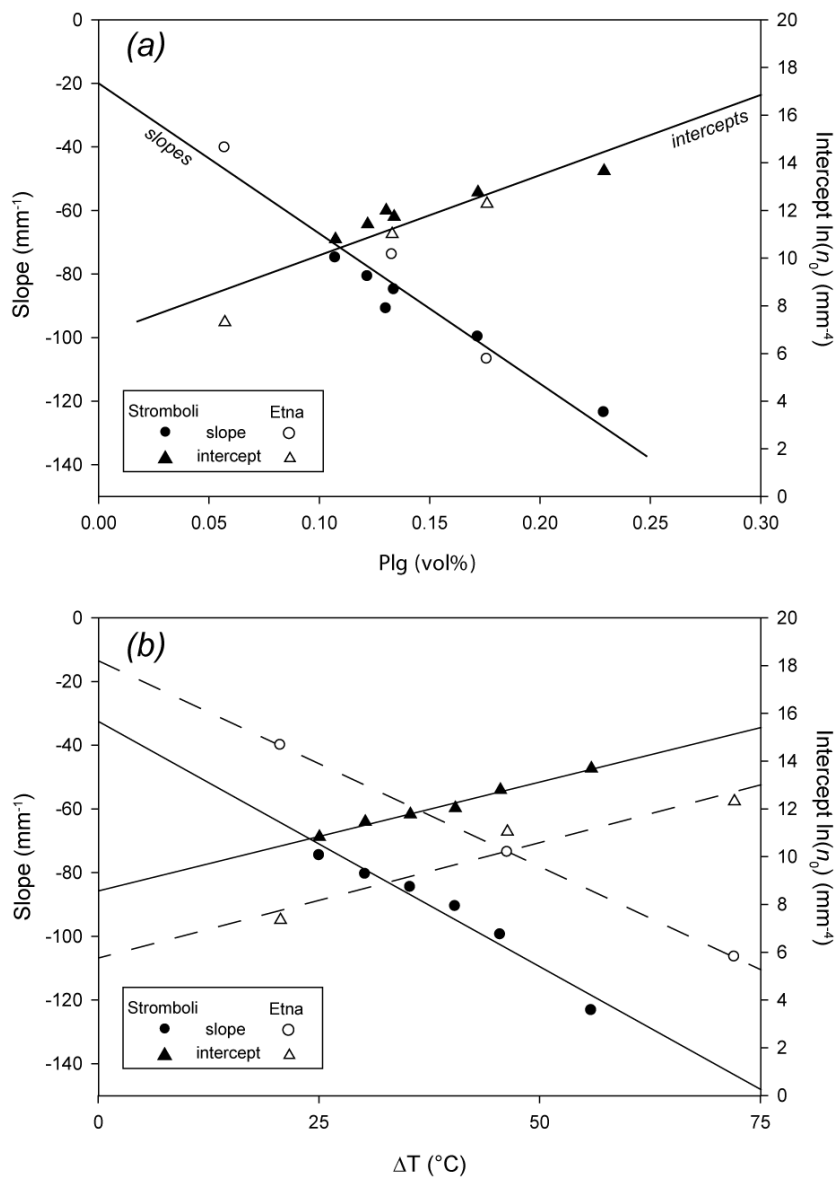 (a)
0
-20
-40
-60
-80
-100
-120
-140
Slope (mm-1)
20
18
16
14
12
10
8
6
4
2
0
Intercept ln(n0) (mm-4)
slopes
intercepts
Stromboli Etna
slope
intercept
0.00 0.05 0.10 0.15 0.20 0.25 0.30
Plg (vol%)
(b)
0
-20
-40
-60
-80
-100
-120
-140
Slope (mm-1)
20
18
16
14
12
10
8
6
4
2
0
Intercept ln(n0) (mm-4)
Stromboli Etna
slope
intercept
0 25 50 75
ΔT (°C)